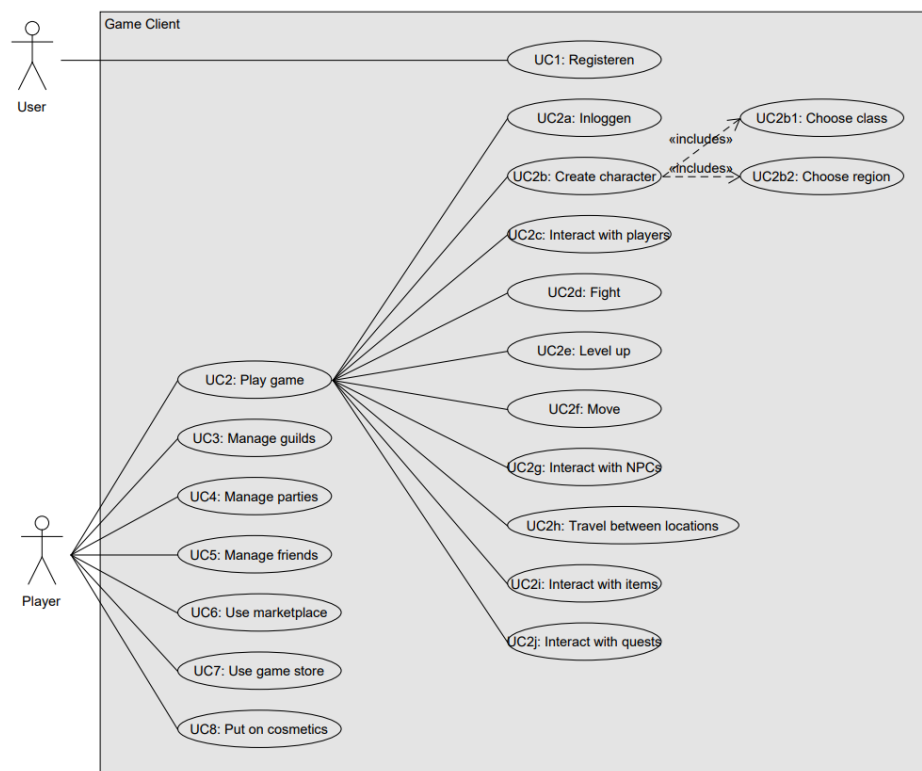 Game Client
User
UC1: Registeren
UC2a: Inloggen
UC2b1: Choose class
«includes»
UC2b: Create character
«includes»
UC2b2: Choose region
UC2c: Interact with players
UC2d: Fight
UC2e: Level up
UC2: Play game
UC2f: Move
UC3: Manage guilds
UC2g: Interact with NPCs
UC4: Manage parties
UC2h: Travel between locations
UC5: Manage friends
Player
UC2i: Interact with items
UC6: Use marketplace
UC2j: Interact with quests
UC7: Use game store
UC8: Put on cosmetics